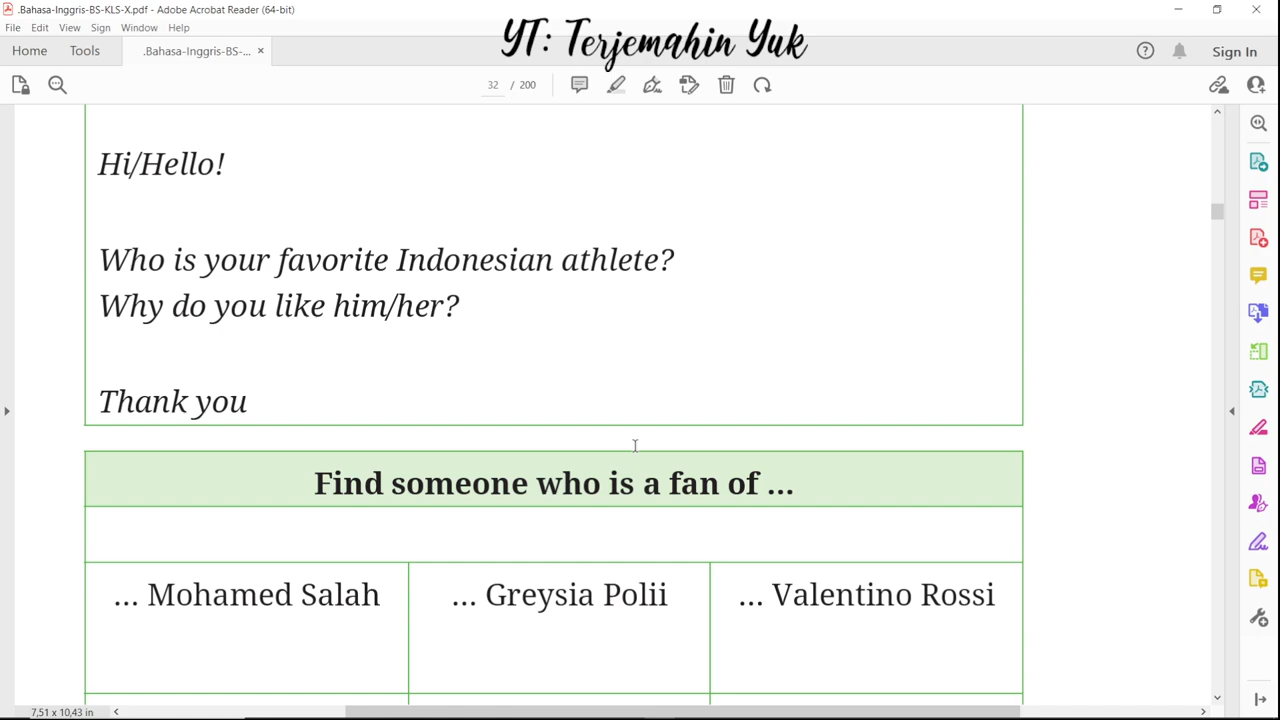 .Bahasa-Inggris-BS-KLS-X.pdf - Adobe Acrobat Reader (64-bit)
YT: Terjemahin Yuk
File Edit View Sign Window Help
Home Tools .Bahasa-Inggris-BS-... × Sign In
32 / 200
Hi/Hello!
Who is your favorite Indonesian athlete?
Why do you like him/her?
Thank you
Find someone who is a fan of ...
... Mohamed Salah ... Greysia Polii ... Valentino Rossi
7,51 x 10,43 in